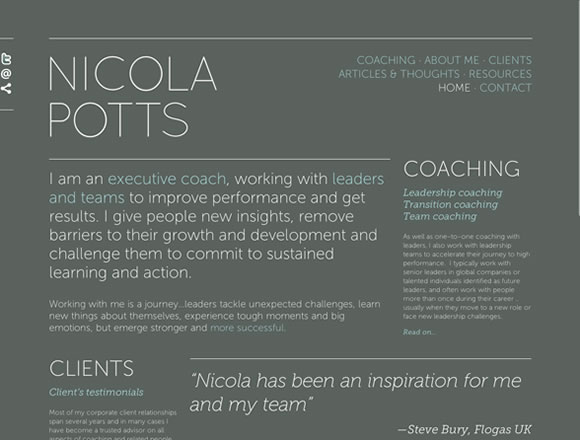 NICOLA
POTTS
COACHING · ABOUT ME · CLIENTS
ARTICLES & THOUGHTS · RESOURCES
HOME · CONTACT
I am an executive coach, working with leaders
and teams to improve performance and get
results. I give people new insights, remove
barriers to their growth and development and
challenge them to commit to sustained
learning and action.
Working with me is a journey...leaders tackle unexpected challenges, learn
new things about themselves, experience tough moments and big
emotions, but emerge stronger and more successful.
COACHING
Leadership coaching
Transition coaching
Team coaching
As well as one-to-one coaching with
leaders, I also work with leadership
teams to accelerate their journey to high
performance. I typically work with
senior leaders in global companies or
talented individuals identified as future
leaders, and often work with people
more than once during their career ..
usually when they move to a new role or
face new leadership challenges.
Read on...
CLIENTS
Client's testimonials
Most of my corporate client relationships
span several years and in many cases I
have become a trusted advisor on all
aspects of coaching and related people
“Nicola has been an inspiration for me
and my team”
—Steve Bury, Flogas UK